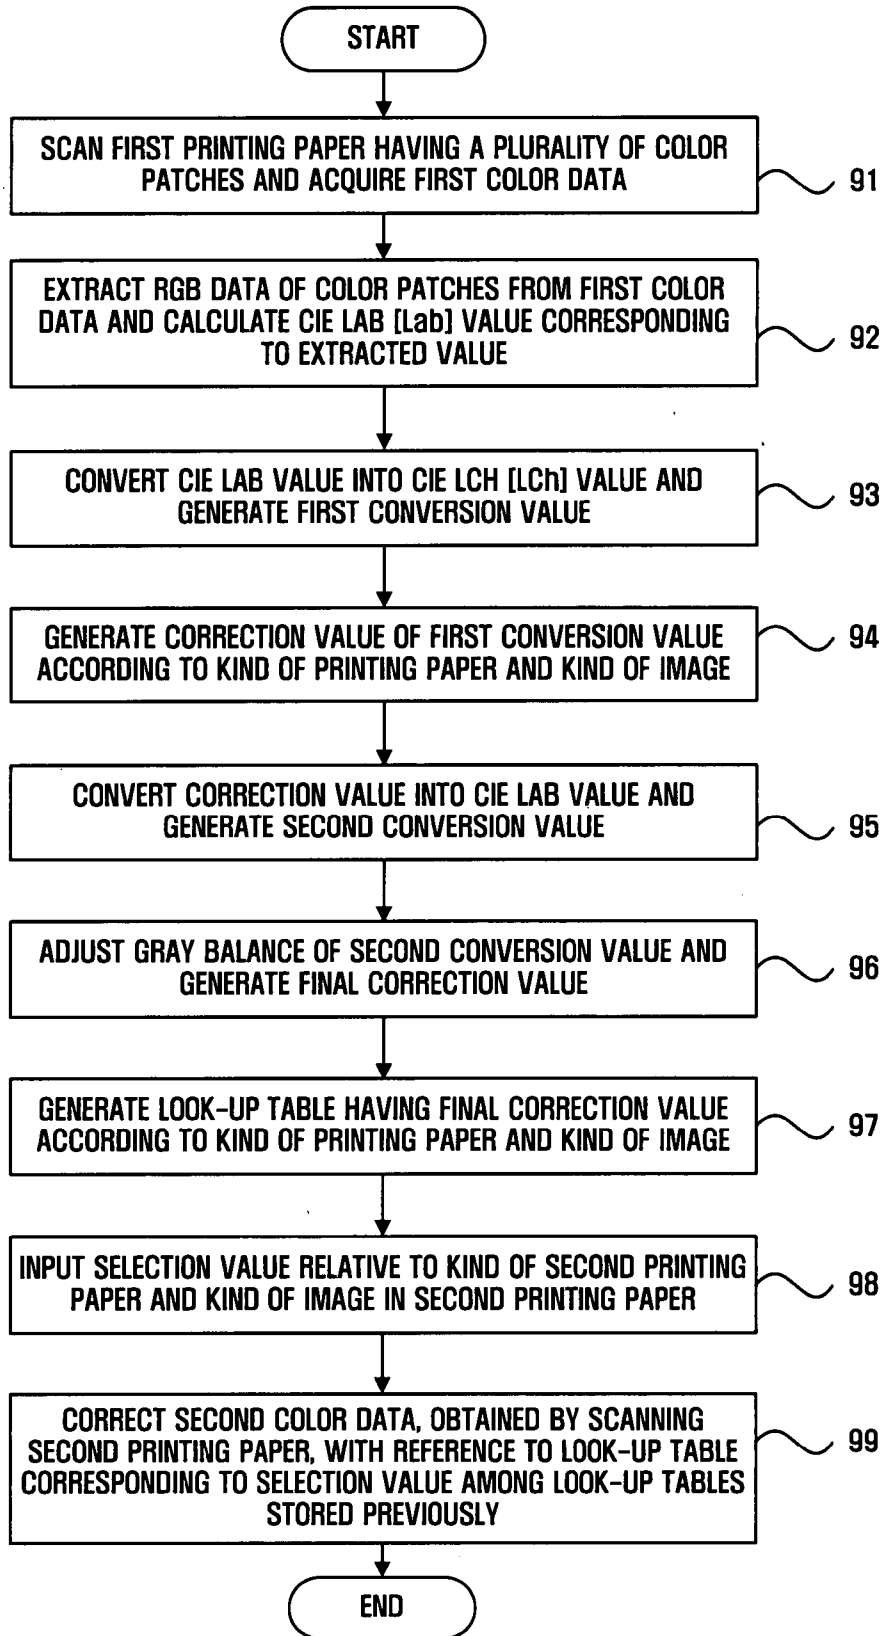 START
SCAN FIRST PRINTING PAPER HAVING A PLURALITY OF COLOR
PATCHES AND ACQUIRE FIRST COLOR DATA
91
EXTRACT RGB DATA OF COLOR PATCHES FROM FIRST COLOR
DATA AND CALCULATE CIE LAB [Lab] VALUE CORRESPONDING
TO EXTRACTED VALUE
92
CONVERT CIE LAB VALUE INTO CIE LCH [LCh] VALUE AND
GENERATE FIRST CONVERSION VALUE
93
GENERATE CORRECTION VALUE OF FIRST CONVERSION VALUE
ACCORDING TO KIND OF PRINTING PAPER AND KIND OF IMAGE
94
CONVERT CORRECTION VALUE INTO CIE LAB VALUE AND
GENERATE SECOND CONVERSION VALUE
95
ADJUST GRAY BALANCE OF SECOND CONVERSION VALUE AND
GENERATE FINAL CORRECTION VALUE
96
GENERATE LOOK-UP TABLE HAVING FINAL CORRECTION VALUE
ACCORDING TO KIND OF PRINTING PAPER AND KIND OF IMAGE
97
INPUT SELECTION VALUE RELATIVE TO KIND OF SECOND PRINTING
PAPER AND KIND OF IMAGE IN SECOND PRINTING PAPER
98
CORRECT SECOND COLOR DATA, OBTAINED BY SCANNING
SECOND PRINTING PAPER, WITH REFERENCE TO LOOK-UP TABLE
CORRESPONDING TO SELECTION VALUE AMONG LOOK-UP TABLES
STORED PREVIOUSLY
99
END